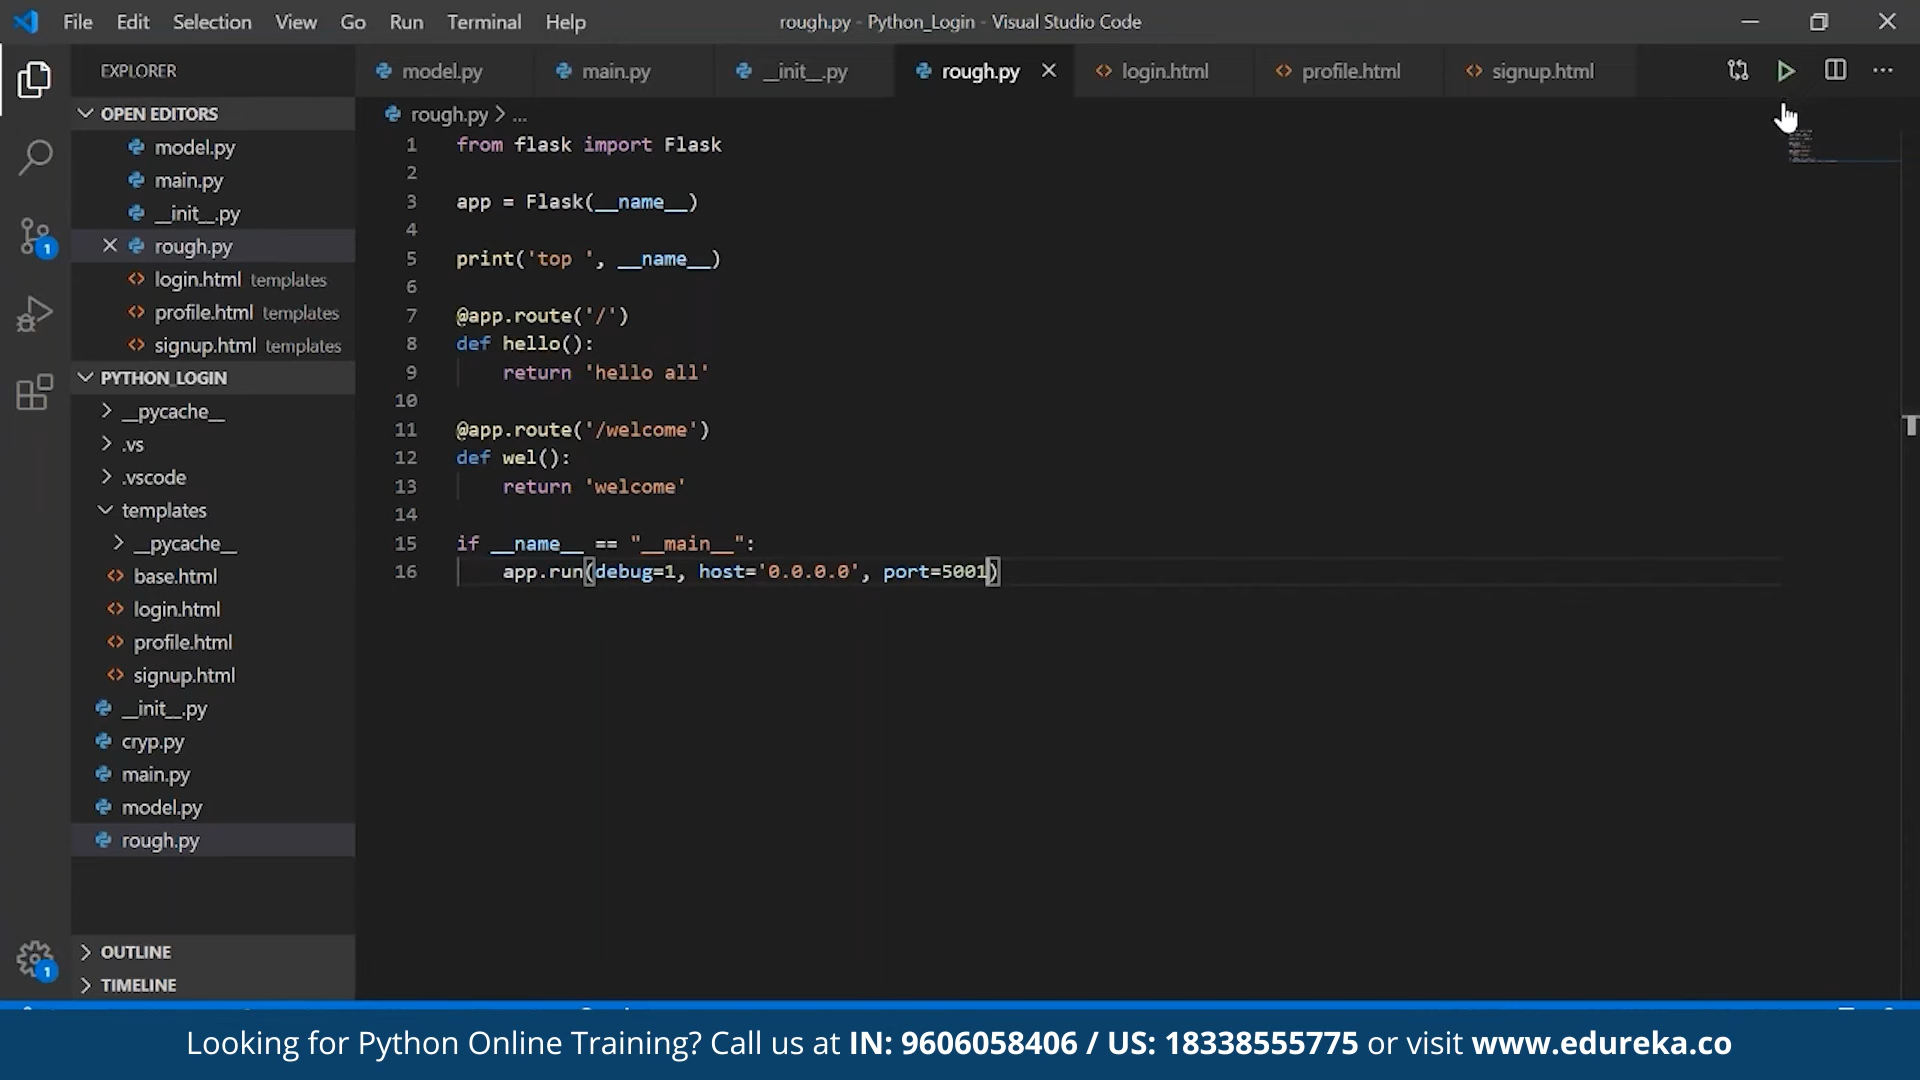 File Edit Selection View Go Run Terminal Help
rough.py - Python_Login - Visual Studio Code
EXPLORER
OPEN EDITORS
model.py
main.py
__init__.py
rough.py
login.html templates
profile.html templates
signup.html templates
PYTHON_LOGIN
__pycache__
.vs
.vscode
templates
__pycache__
base.html
login.html
profile.html
signup.html
__init__.py
cryp.py
main.py
model.py
rough.py
OUTLINE
TIMELINE
1
1
model.py main.py __init__.py rough.py login.html profile.html signup.html
rough.py > ...
1 from flask import Flask
2
3 app = Flask(__name__)
4
5 print('top ', __name__)
6
7 @app.route('/')
8 def hello():
9     return 'hello all'
10
11 @app.route('/welcome')
12 def wel():
13     return 'welcome'
14
15 if __name__ == "__main__":
16     app.run(debug=1, host='0.0.0.0', port=5001)
Looking for Python Online Training? Call us at IN: 9606058406 / US: 18338555775 or visit www.edureka.co